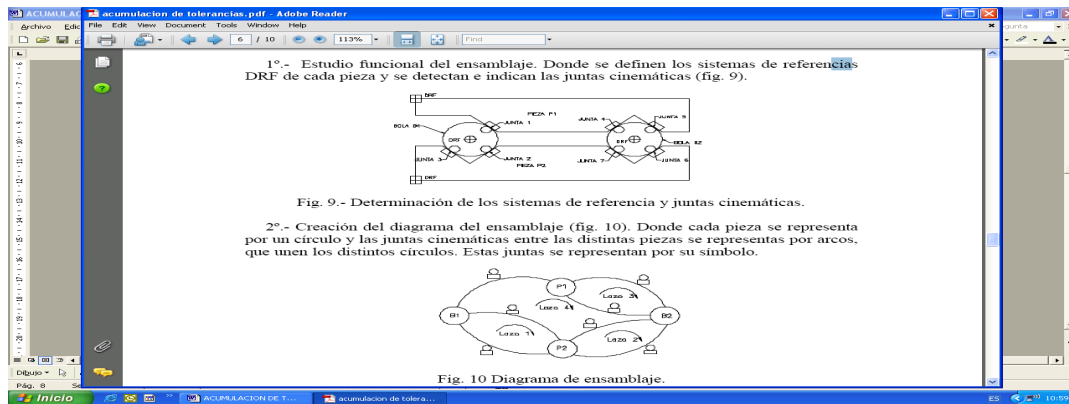 ACUMULAC
acumulacion de tolerancias.pdf - Adobe Reader
Archivo Edic
File Edit View Document Tools Window Help
6 / 10
113%
Find
1º.- Estudio funcional del ensamblaje. Donde se definen los sistemas de referencias
DRF de cada pieza y se detectan e indican las juntas cinemáticas (fig. 9).
DRF
PIEZA P1
BOLA B1
JUNTA 1
JUNTA 4
JUNTA 5
DRF
DRF
BOLA B2
JUNTA 3
JUNTA 2
PIEZA P2
JUNTA 7
JUNTA 6
DRF
Fig. 9.- Determinación de los sistemas de referencia y juntas cinemáticas.
2º.- Creación del diagrama del ensamblaje (fig. 10). Donde cada pieza se representa
por un círculo y las juntas cinemáticas entre las distintas piezas se representas por arcos,
que unen los distintos círculos. Estas juntas se representan por su símbolo.
P1
Lazo 3
Lazo 4
B1
B2
Lazo 1
Lazo 2
P2
Fig. 10 Diagrama de ensamblaje.
Dibujo
Pág. 8 Se
Inicio
ACUMULACION DE T...
acumulacion de tolera...
ES
10:59